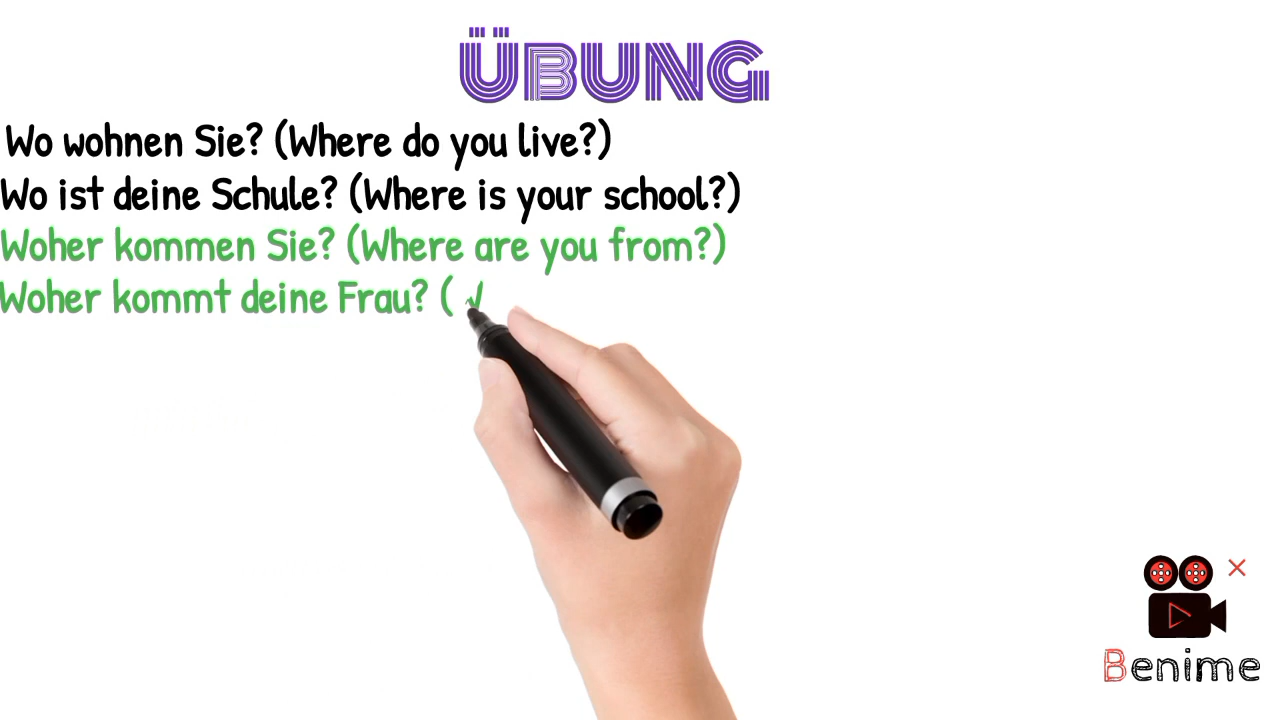 ÜBUNG
Wo wohnen Sie? (Where do you live?)
Wo ist deine Schule? (Where is your school?)
Woher kommen Sie? (Where are you from?)
Woher kommt deine Frau? (
Benime